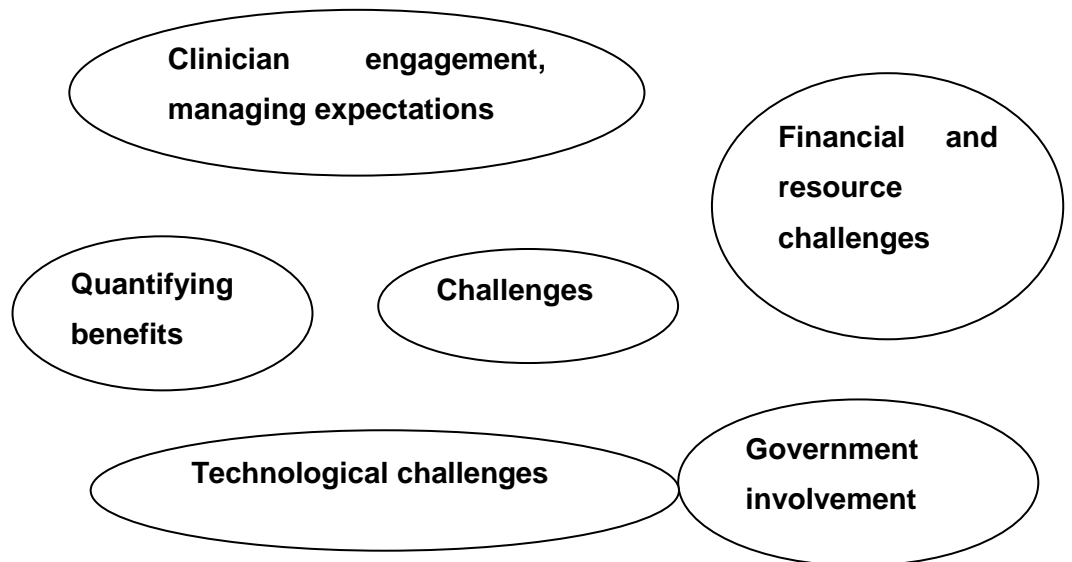 Clinician engagement,
managing expectations
Financial and
resource
challenges
Quantifying
benefits
Challenges
Technological challenges
Government
involvement